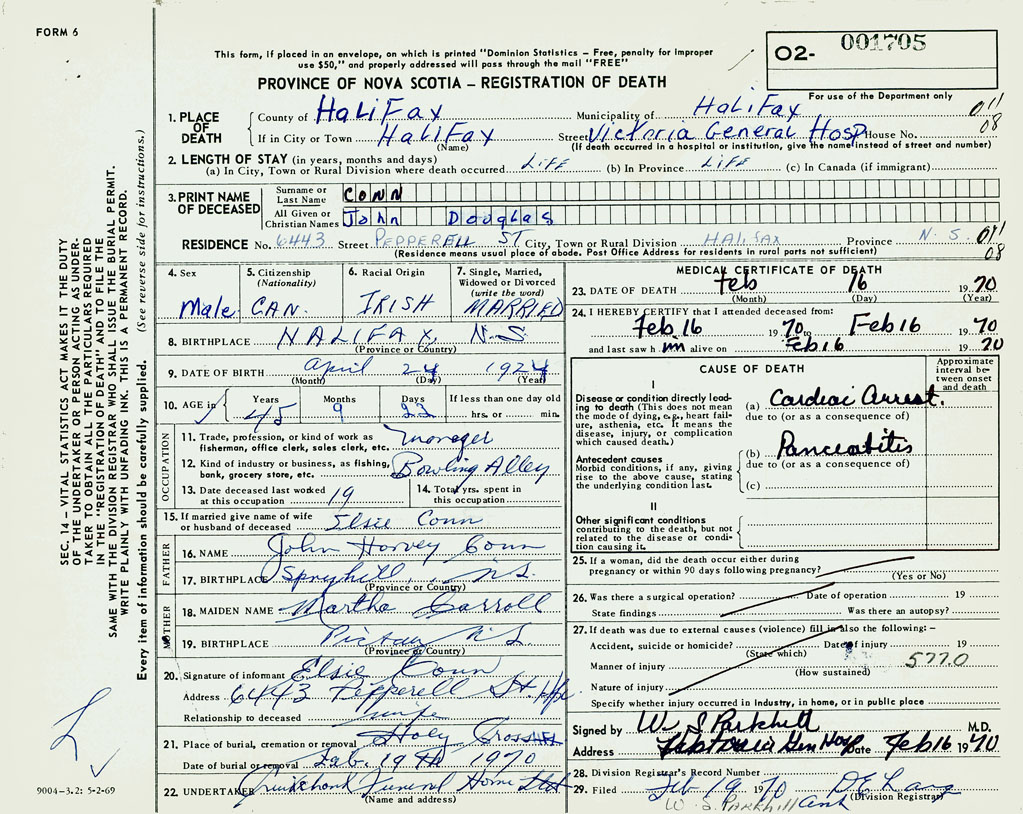 FORM 6
This form, if placed in an envelope, on which is printed "Dominion Statistics – Free, penalty for improper
use $50," and properly addressed will pass through the mail "FREE"
O2- 001705
For use of the Department only
PROVINCE OF NOVA SCOTIA – REGISTRATION OF DEATH
1. PLACE OF DEATH
County of HaliFax Municipality of HaliFax 011
If in City or Town HaliFax Street Victoria General Hosp House No. 08
(Name) (If death occurred in a hospital or institution, give the name instead of street and number)
2. LENGTH OF STAY (in years, months and days)
(a) In City, Town or Rural Division where death occurred LiFE (b) In Province LiFE (c) In Canada (if immigrant)
3. PRINT NAME OF DECEASED
Surname or Last Name CONN
All Given or Christian Names John Douglas
RESIDENCE No. 6443 Street PEPPERELL ST City, Town or Rural Division HALiFax Province N.S. 011
(Residence means usual place of abode. Post Office Address for residents in rural parts not sufficient) 08
4. Sex
Male
5. Citizenship (Nationality)
CAN.
6. Racial Origin
IRISH
7. Single, Married, Widowed or Divorced (write the word)
MARRIED
8. BIRTHPLACE HALIFAX N.S
(Province or Country)
9. DATE OF BIRTH April 24 1924
(Month) (Day) (Year)
10. AGE in Years 45 Months 9 Days 22 If less than one day old
hrs. or min.
OCCUPATION
11. Trade, profession, or kind of work as fisherman, office clerk, sales clerk, etc. Manager
12. Kind of industry or business, as fishing, bank, grocery store, etc. Bowling Alley
13. Date deceased last worked at this occupation 19
14. Total yrs. spent in this occupation
15. If married give name of wife or husband of deceased Elsie Conn
FATHER
16. NAME John Harvey Conn
17. BIRTHPLACE N.S.
(Province or Country)
MOTHER
18. MAIDEN NAME Martha Carroll
19. BIRTHPLACE Pictou N.S
(Province or Country)
20. Signature of informant Elsie Conn
Address 6443 Pepperell St. Hfx
Relationship to deceased wife
21. Place of burial, cremation or removal Holy Cross
Date of burial or removal Feb. 19th 1970
22. UNDERTAKER Cruikshank Funeral Home
(Name and address)
MEDICAL CERTIFICATE OF DEATH
23. DATE OF DEATH Feb 16 1970
(Month) (Day) (Year)
24. I HEREBY CERTIFY that I attended deceased from:
Feb 16 1970 to Feb 16 1970
and last saw h im alive on Feb 16 1970
CAUSE OF DEATH
Approximate interval between onset and death
I
Disease or condition directly leading to death (This does not mean the mode of dying, e.g., heart failure, asthenia, etc. It means the disease, injury, or complication which caused death.)
(a) Cardiac Arrest.
due to (or as a consequence of)
Antecedent causes
Morbid conditions, if any, giving rise to the above cause, stating the underlying condition last.
(b) Pancreatitis
due to (or as a consequence of)
(c)
II
Other significant conditions
contributing to the death, but not related to the disease or condition causing it.
25. If a woman, did the death occur either during
pregnancy or within 90 days following pregnancy?
(Yes or No)
26. Was there a surgical operation? Date of operation 19
State findings Was there an autopsy?
27. If death was due to external causes (violence) fill in also the following: –
Accident, suicide or homicide? Date of injury 19
(State which)
Manner of injury 577.0
(How sustained)
Nature of injury
Specify whether injury occurred in Industry, in home, or in public place
Signed by W S Parkhill M.D.
Address Victoria Gen Hosp Date Feb 16 1970
28. Division Registrar's Record Number
29. Filed Feb 19 1970
(Division Registrar)
W. S. PARKHILL
SEC. 14 – VITAL STATISTICS ACT MAKES IT THE DUTY
OF THE UNDERTAKER OR PERSON ACTING AS UNDER-
TAKER TO OBTAIN ALL THE PARTICULARS REQUIRED
IN THE "REGISTRATION OF DEATH" AND TO FILE THE
SAME WITH THE DIVISION REGISTRAR WHO SHALL ISSUE THE BURIAL PERMIT.
WRITE PLAINLY WITH UNFADING INK. THIS IS A PERMANENT RECORD.
Every item of information should be carefully supplied. (See reverse side for instructions.)
9004-3.2: 5-2-69